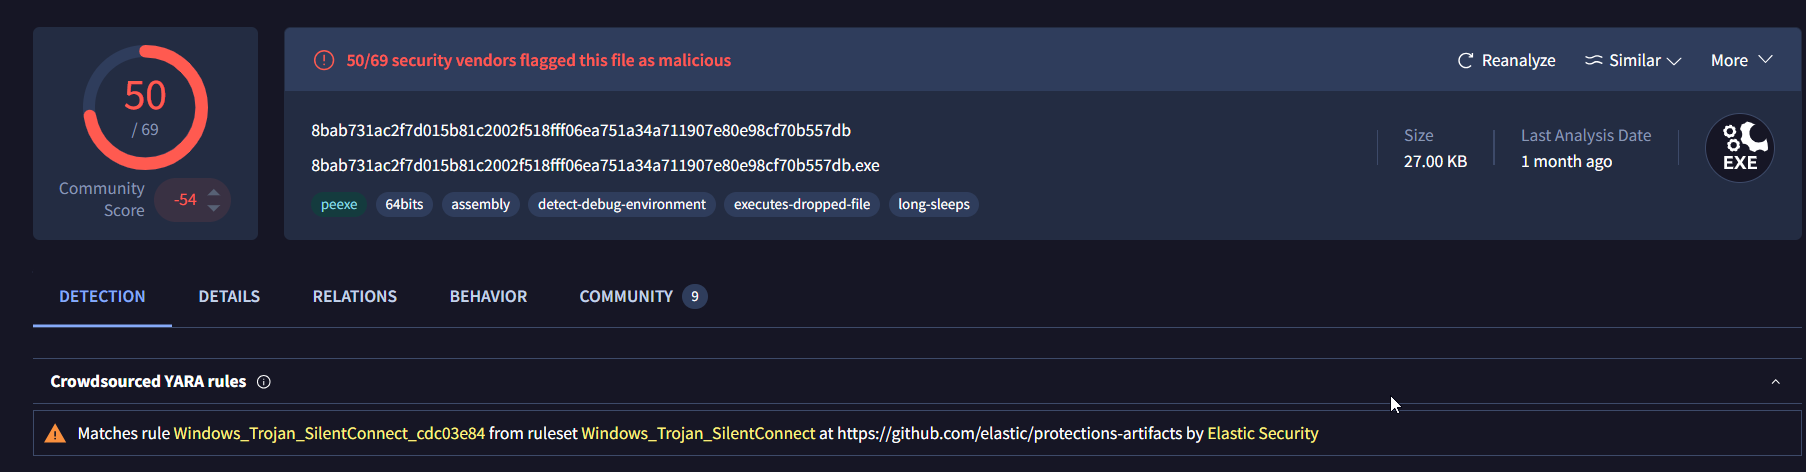 50
/ 69
Community
Score
-54
50/69 security vendors flagged this file as malicious
Reanalyze
Similar
More
8bab731ac2f7d015b81c2002f518fff06ea751a34a711907e80e98cf70b557db
8bab731ac2f7d015b81c2002f518fff06ea751a34a711907e80e98cf70b557db.exe
peexe
64bits
assembly
detect-debug-environment
executes-dropped-file
long-sleeps
Size
27.00 KB
Last Analysis Date
1 month ago
EXE
DETECTION
DETAILS
RELATIONS
BEHAVIOR
COMMUNITY 9
Crowdsourced YARA rules
Matches rule Windows_Trojan_SilentConnect_cdc03e84 from ruleset Windows_Trojan_SilentConnect at https://github.com/elastic/protections-artifacts by Elastic Security